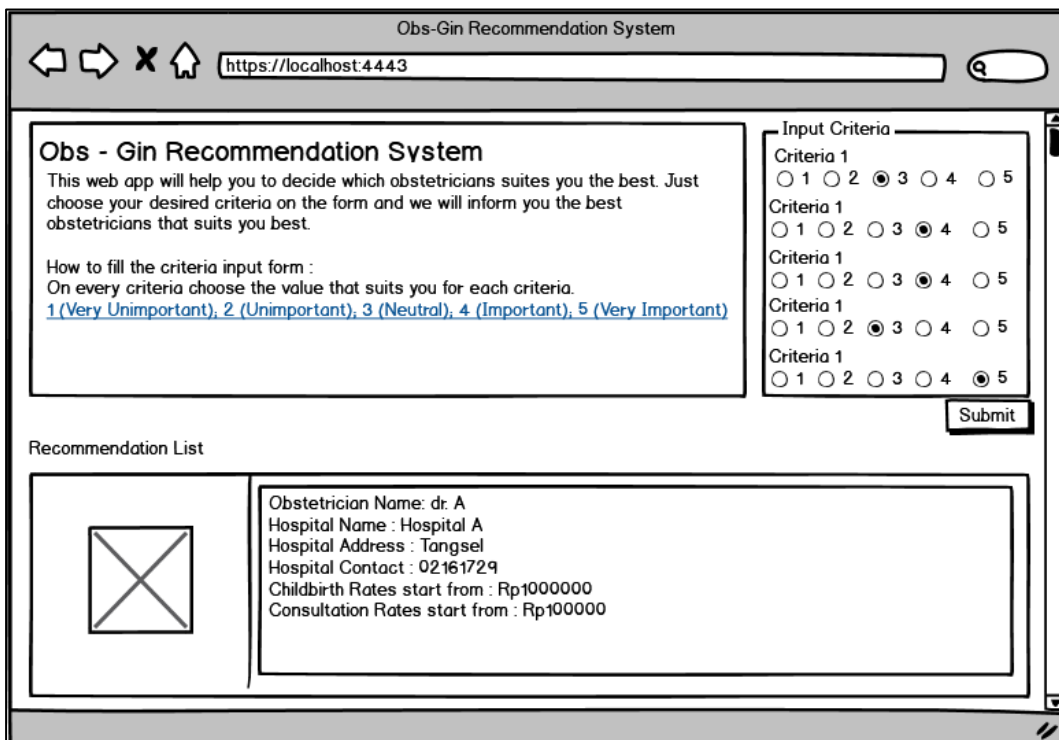 Obs-Gin Recommendation System
https://localhost:4443
Obs - Gin Recommendation System
This web app will help you to decide which obstetricians suites you the best. Just
choose your desired criteria on the form and we will inform you the best
obstetricians that suits you best.
How to fill the criteria input form :
On every criteria choose the value that suits you for each criteria.
1 (Very Unimportant); 2 (Unimportant); 3 (Neutral); 4 (Important); 5 (Very Important)
Input Criteria
Criteria 1
1 2 3 4 5
Criteria 1
1 2 3 4 5
Criteria 1
1 2 3 4 5
Criteria 1
1 2 3 4 5
Criteria 1
1 2 3 4 5
Submit
Recommendation List
Obstetrician Name: dr. A
Hospital Name : Hospital A
Hospital Address : Tangsel
Hospital Contact : 02161729
Childbirth Rates start from : Rp1000000
Consultation Rates start from : Rp100000